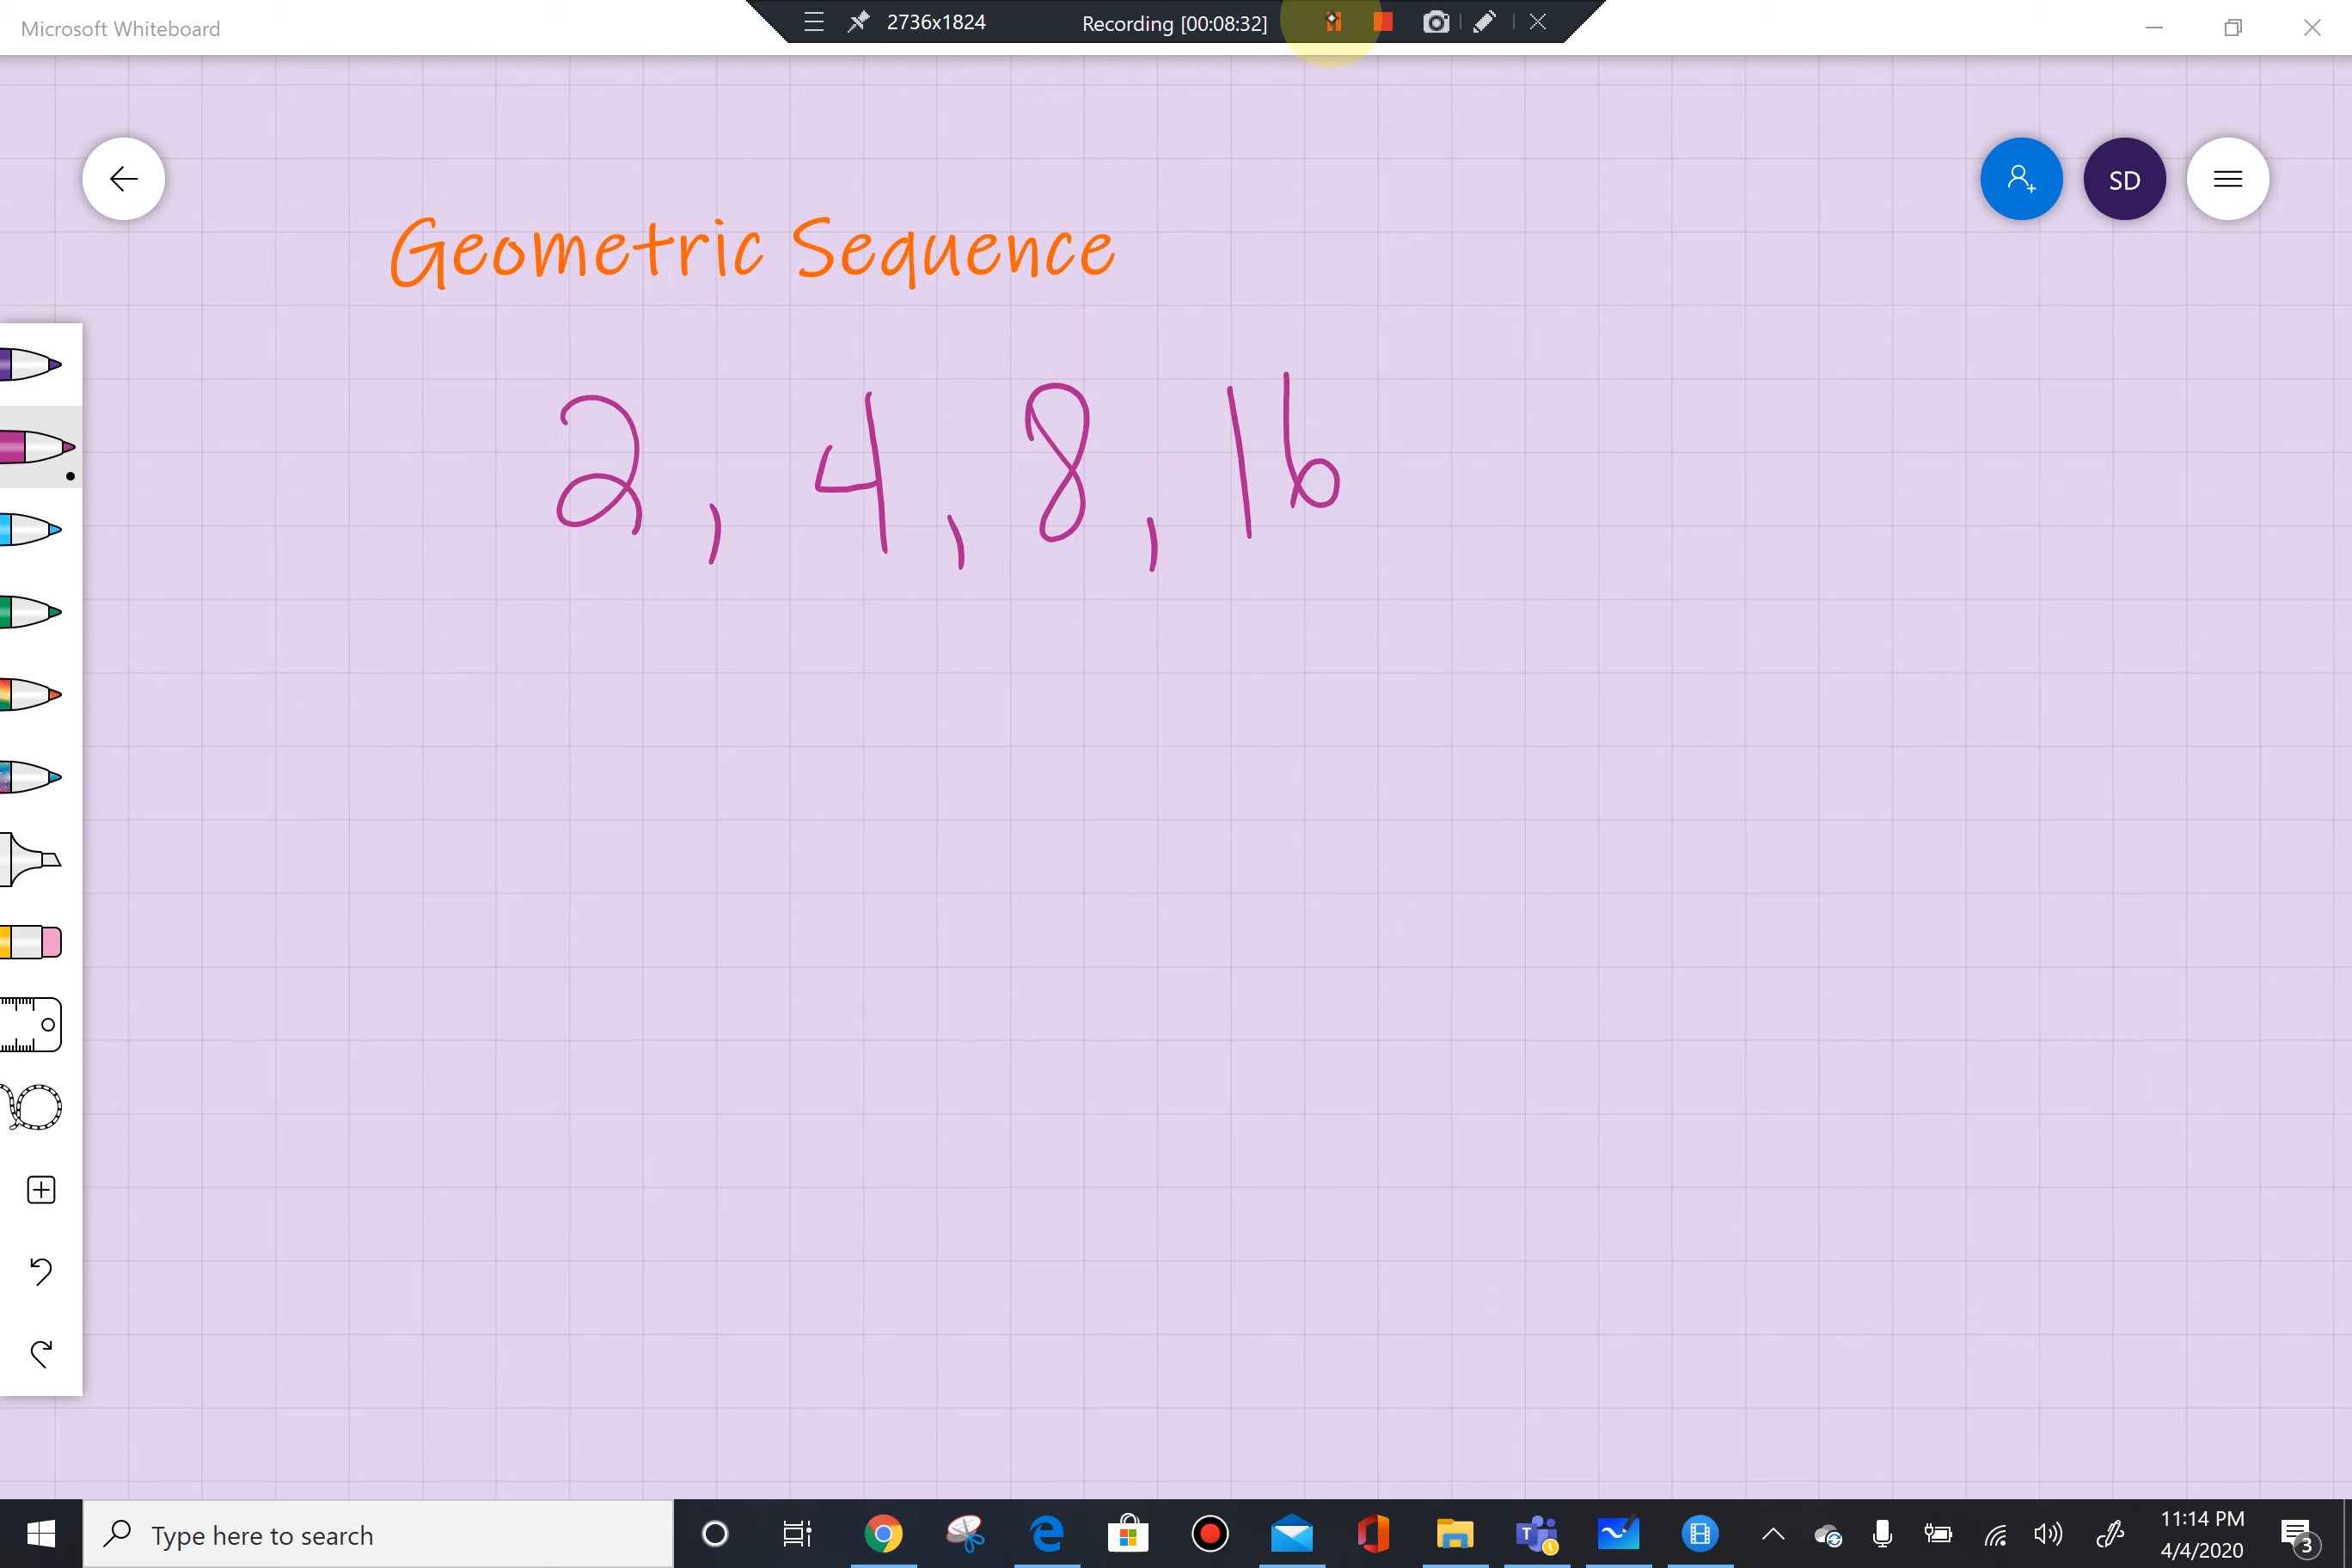 Microsoft Whiteboard
2736x1824 Recording [00:08:32]
SD
Geometric Sequence
2, 4, 8, 16
Type here to search
11:14 PM
4/4/2020
3